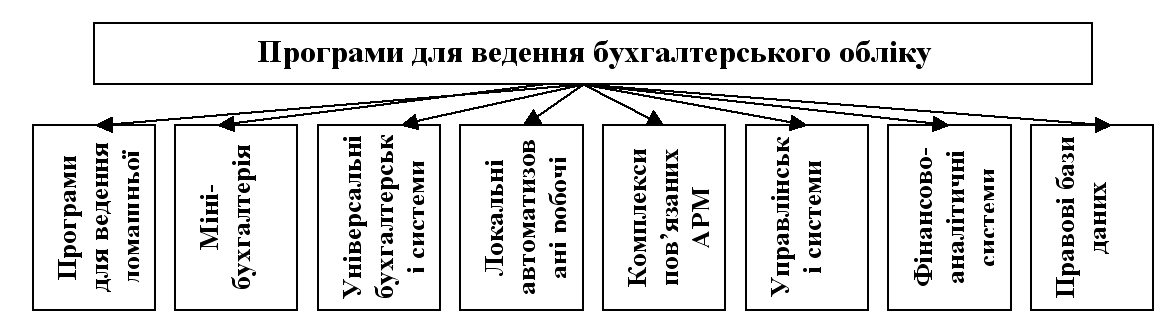 Програми для ведення бухгалтерського обліку
Програми
для ведення
домашньої
Міні-
бухгалтерія
Універсальні
бухгалтерськ
і системи
Локальні
автоматизов
ані робочі
Комплекси
пов’язаних
АРМ
Управлінськ
і системи
Фінансово-
аналітичні
системи
Правові бази
даних